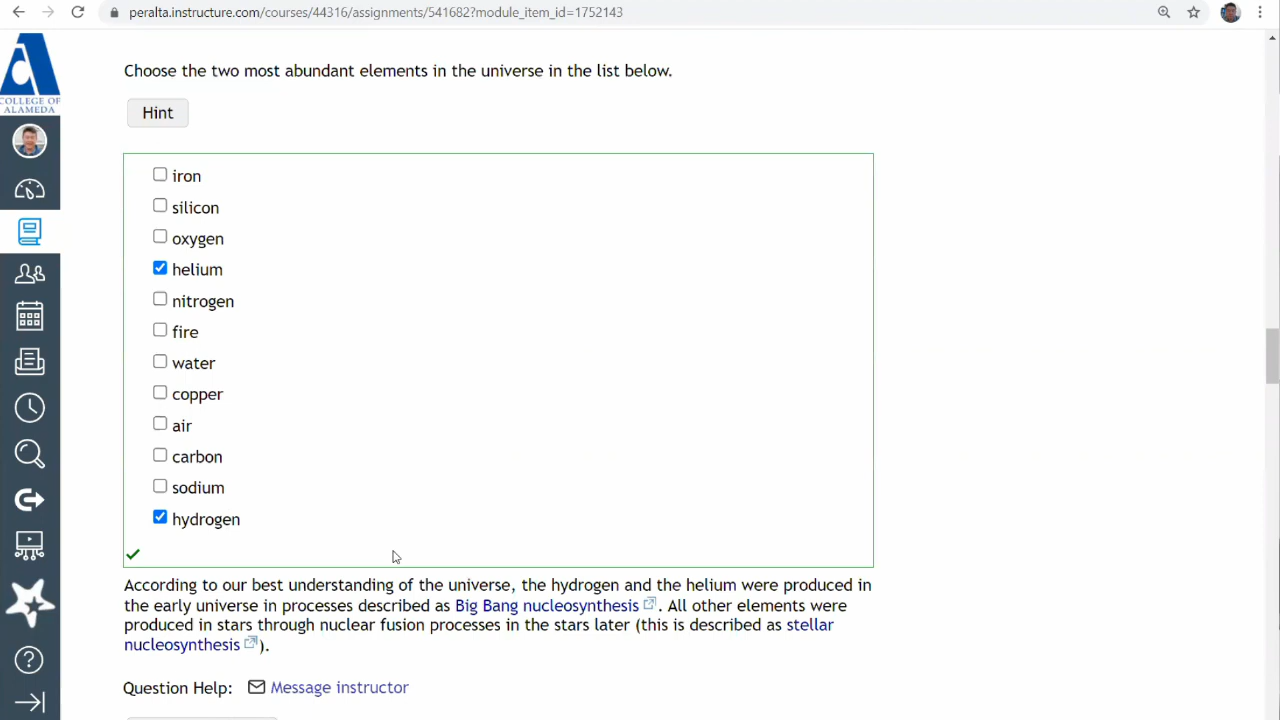 peralta.instructure.com/courses/44316/assignments/541682?module_item_id=1752143
COLLEGE OF
ALAMEDA
Choose the two most abundant elements in the universe in the list below.
Hint
iron
silicon
oxygen
helium
nitrogen
fire
water
copper
air
carbon
sodium
hydrogen
According to our best understanding of the universe, the hydrogen and the helium were produced in
the early universe in processes described as Big Bang nucleosynthesis. All other elements were
produced in stars through nuclear fusion processes in the stars later (this is described as stellar
nucleosynthesis).
Question Help: Message instructor